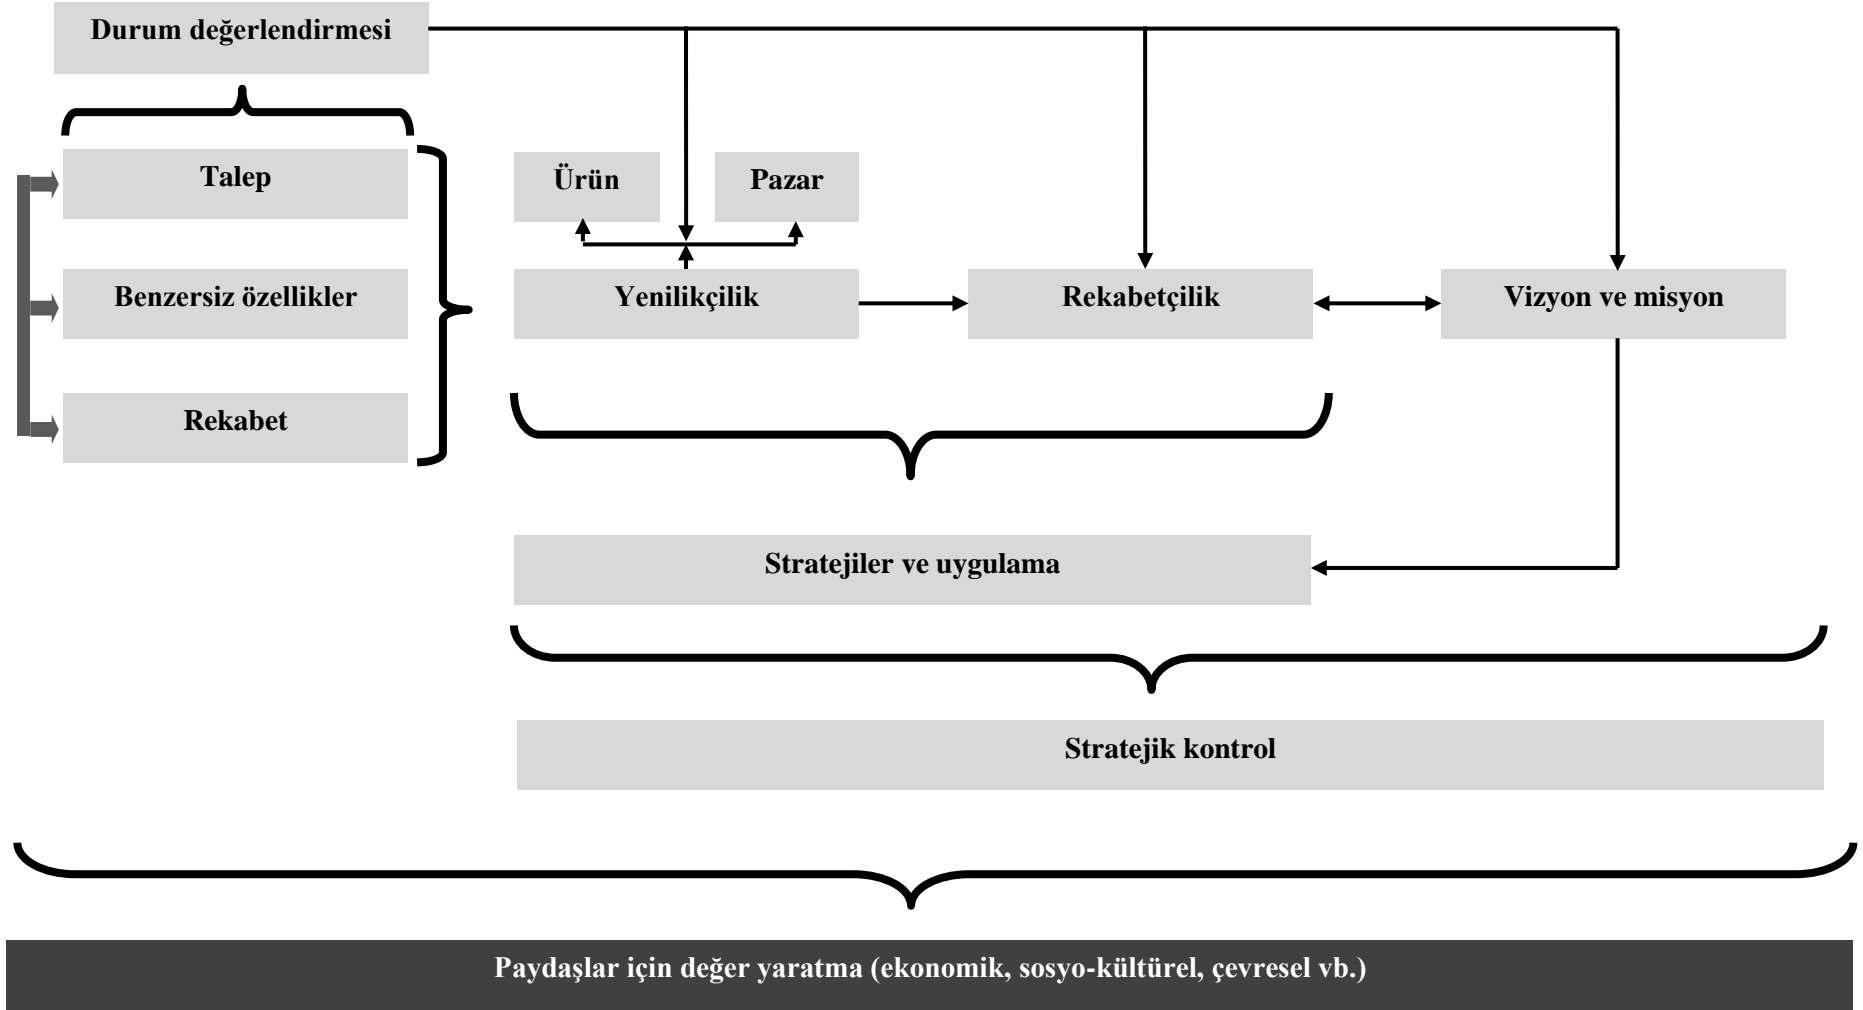 Durum değerlendirmesi
Talep
Ürün
Pazar
Benzersiz özellikler
Yenilikçilik
Rekabetçilik
Vizyon ve misyon
Rekabet
Stratejiler ve uygulama
Stratejik kontrol
Paydaşlar için değer yaratma (ekonomik, sosyo-kültürel, çevresel vb.)